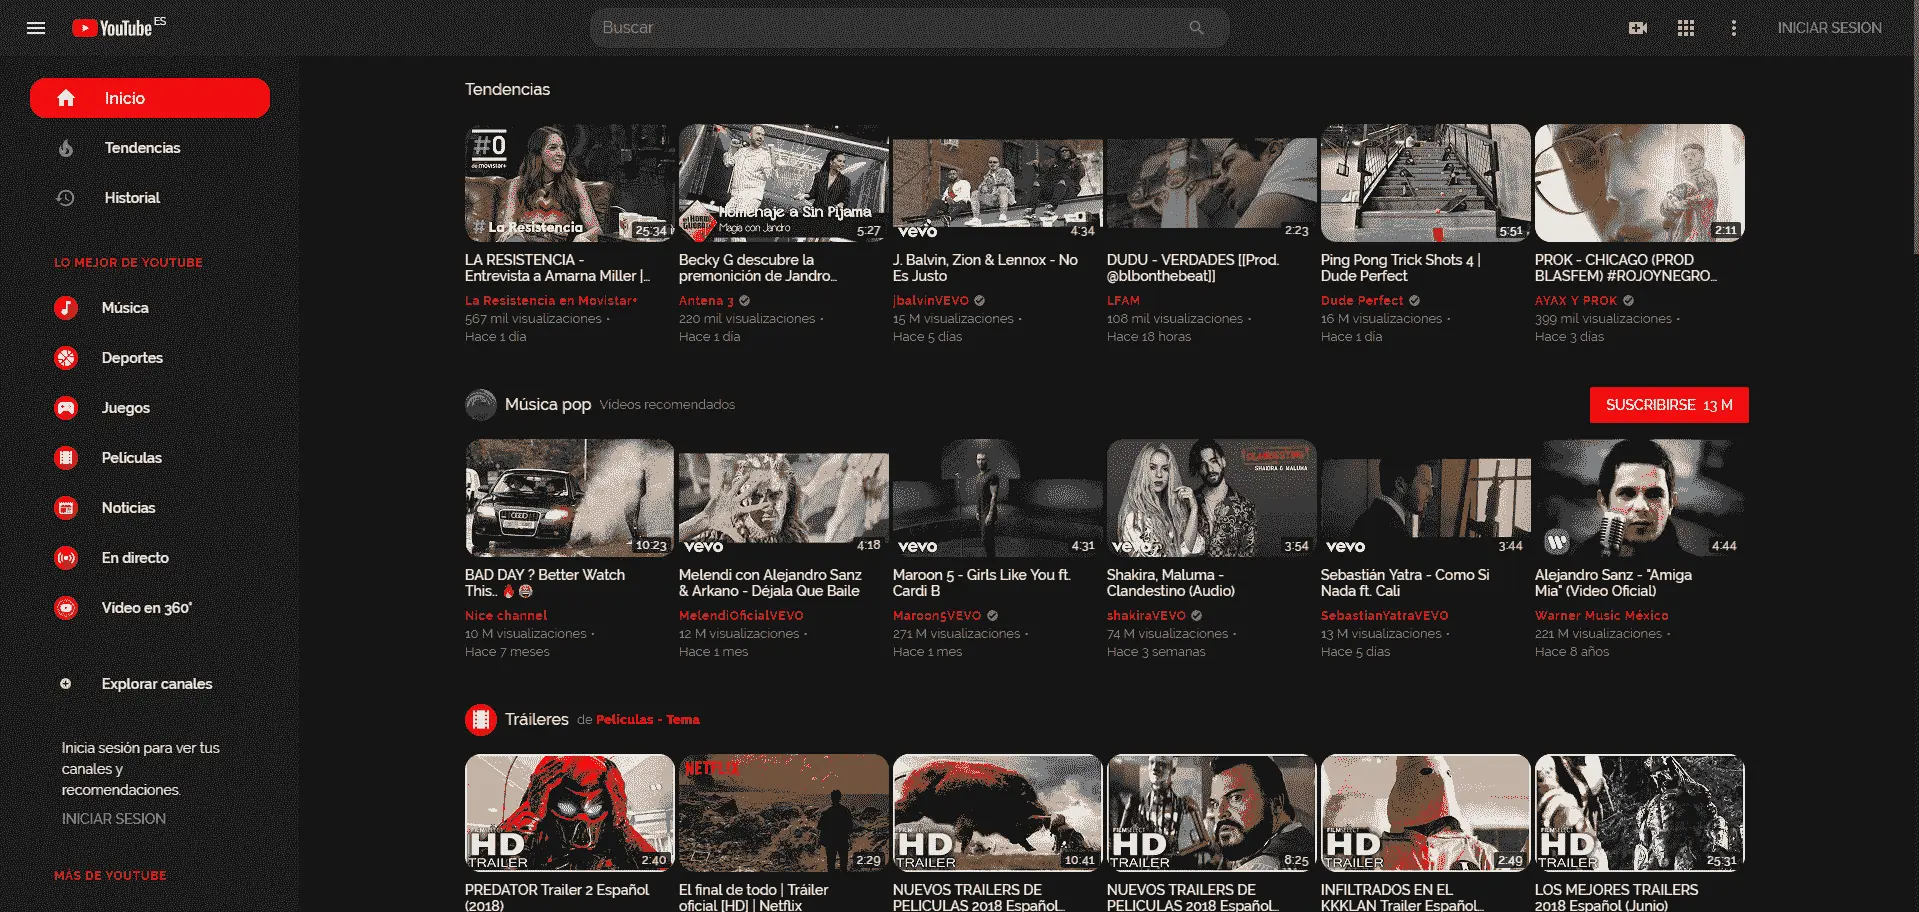 YouTube ES
Buscar
INICIAR SESION
Inicio
Tendencias
Historial
LO MEJOR DE YOUTUBE
Música
Deportes
Juegos
Películas
Noticias
En directo
Vídeo en 360°
Explorar canales
Inicia sesión para ver tus
canales y
recomendaciones.
INICIAR SESION
MÁS DE YOUTUBE
Tendencias
#0
de movistar+
# La Resistencia
25:34
Homenaje a Sin Pijama
Magia con Jandro
5:27
vevo
4:34
2:23
5:51
2:11
LA RESISTENCIA -
Entrevista a Amarna Miller |...
La Resistencia en Movistar+
567 mil visualizaciones •
Hace 1 día
Becky G descubre la
premonición de Jandro...
Antena 3
220 mil visualizaciones •
Hace 1 día
J. Balvin, Zion & Lennox - No
Es Justo
jbalvinVEVO
15 M visualizaciones •
Hace 5 días
DUDU - VERDADES [[Prod.
@blbonthebeat]]
LFAM
108 mil visualizaciones •
Hace 18 horas
Ping Pong Trick Shots 4 |
Dude Perfect
Dude Perfect
16 M visualizaciones •
Hace 1 día
PROK - CHICAGO (PROD
BLASFEM) #ROJOYNEGRO...
AYAX Y PROK
399 mil visualizaciones •
Hace 3 días
Música pop Vídeos recomendados
SUSCRIBIRSE 13 M
10:23
vevo
4:18
vevo
4:31
CLANDESTINO
SHAKIRA & MALUMA
vevo
3:54
vevo
3:44
4:44
BAD DAY ? Better Watch
This.. 🔥 😂
Nice channel
10 M visualizaciones •
Hace 7 meses
Melendi con Alejandro Sanz
& Arkano - Déjala Que Baile
MelendiOficialVEVO
12 M visualizaciones •
Hace 1 mes
Maroon 5 - Girls Like You ft.
Cardi B
Maroon5VEVO
271 M visualizaciones •
Hace 1 mes
Shakira, Maluma -
Clandestino (Audio)
shakiraVEVO
74 M visualizaciones •
Hace 3 semanas
Sebastián Yatra - Como Si
Nada ft. Cali
SebastianYatraVEVO
13 M visualizaciones •
Hace 5 días
Alejandro Sanz - "Amiga
Mia" (Video Oficial)
Warner Music México
221 M visualizaciones •
Hace 8 años
Tráileres de Películas - Tema
HD
TRAILER
2:40
NETFLIX
2:29
FILMSELECT
HD
TRAILER
10:41
FILMSELECT
HD
TRAILER
8:25
FILMSELECT
HD
TRAILER
2:49
FILMSELECT
HD
TRAILER
25:31
PREDATOR Trailer 2 Español
(2018)
El final de todo | Tráiler
oficial [HD] | Netflix
NUEVOS TRAILERS DE
PELICULAS 2018 Español...
NUEVOS TRAILERS DE
PELICULAS 2018 Español...
INFILTRADOS EN EL
KKKLAN Trailer Español...
LOS MEJORES TRAILERS
2018 Español (Junio)